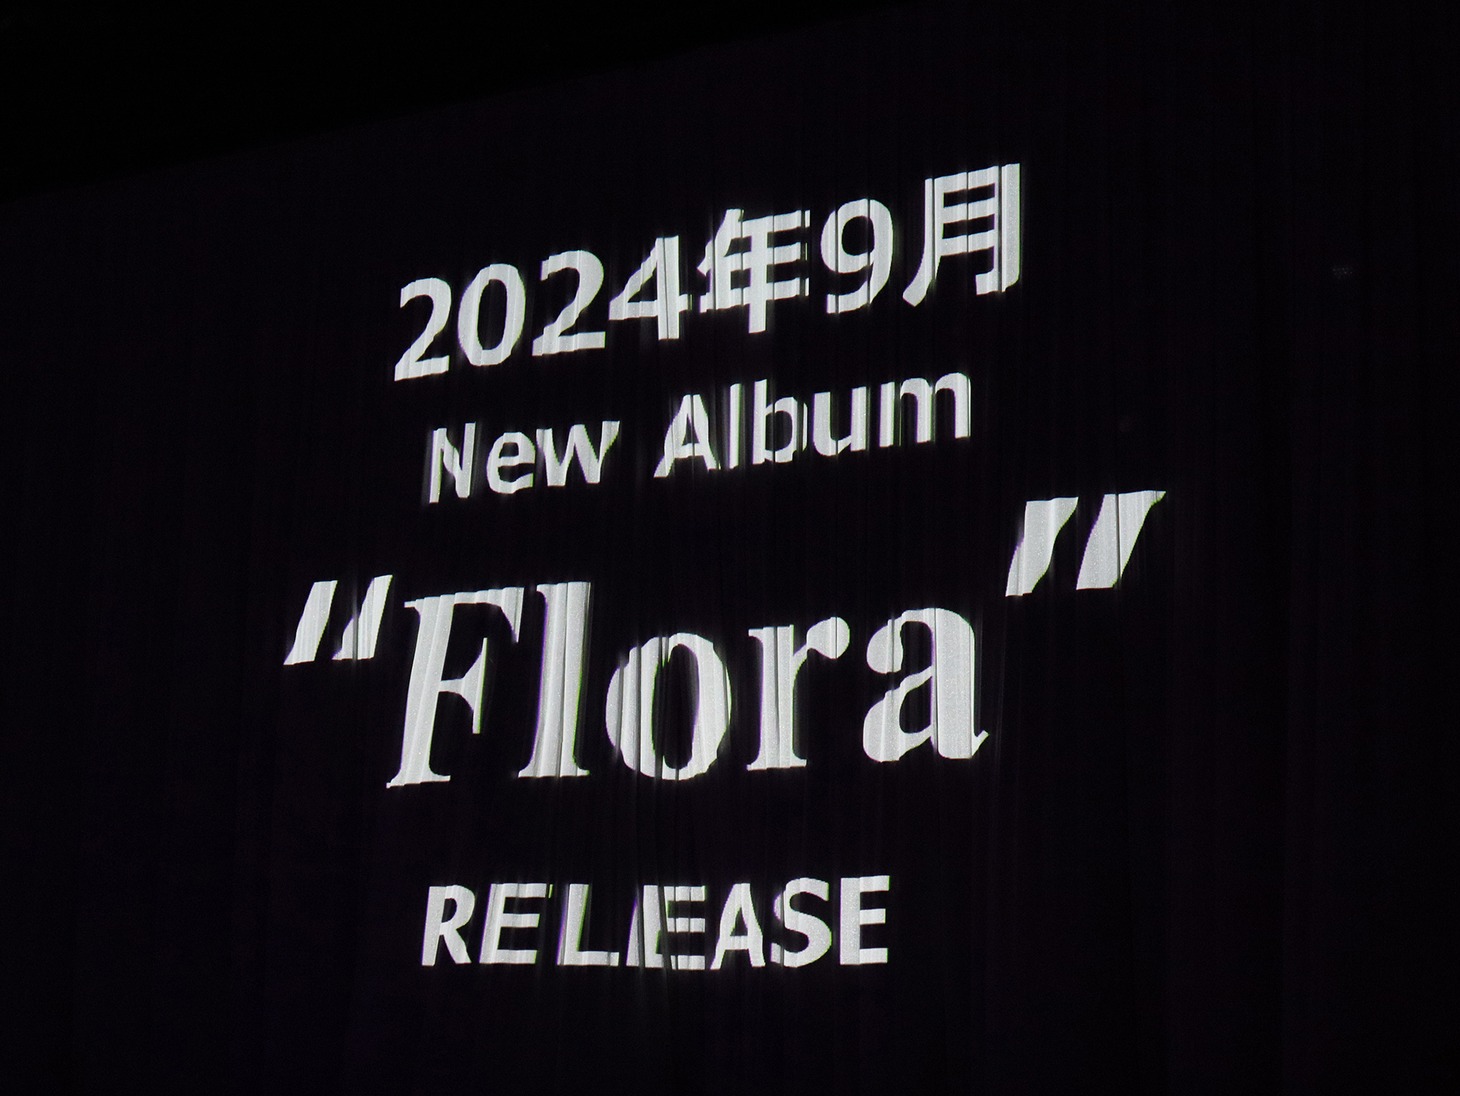 2024年9月
New Album
"Flora"
RELEASE